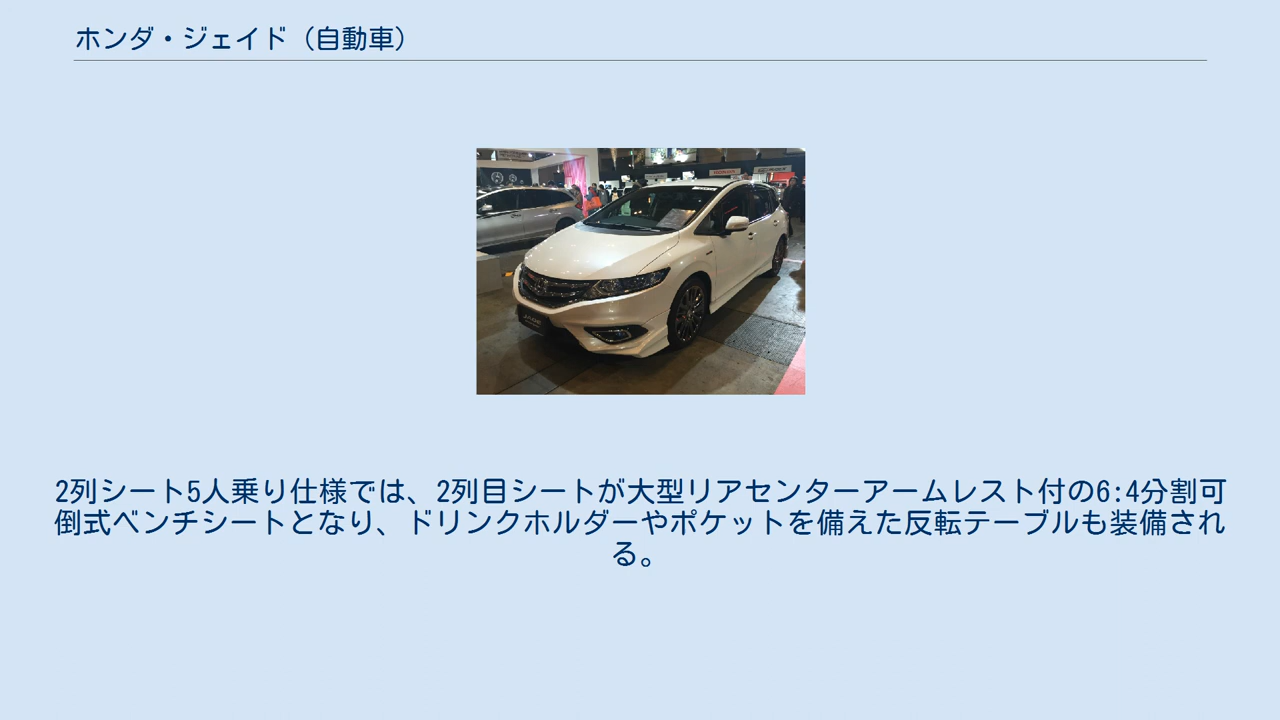 ホンダ・ジェイド（自動車）
2列シート5人乗り仕様では、2列目シートが大型リアセンターアームレスト付の6:4分割可
倒式ベンチシートとなり、ドリンクホルダーやポケットを備えた反転テーブルも装備され
る。